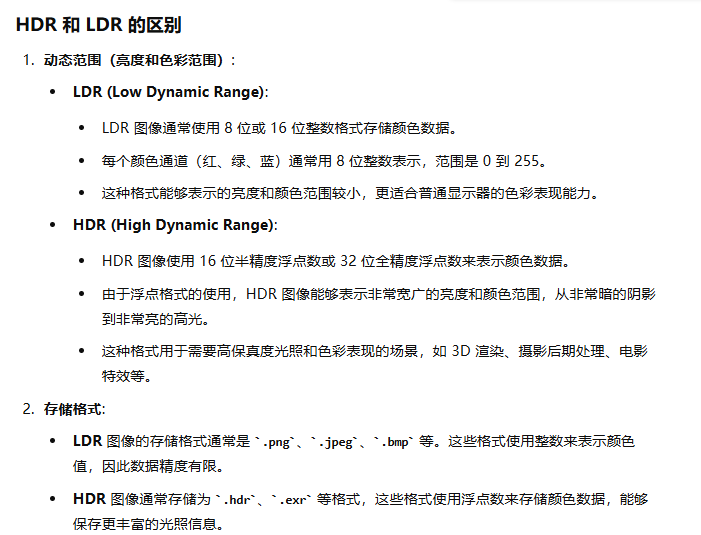 HDR 和 LDR 的区别
1. 动态范围（亮度和色彩范围）:
• LDR (Low Dynamic Range):
• LDR 图像通常使用 8 位或 16 位整数格式存储颜色数据。
• 每个颜色通道（红、绿、蓝）通常用 8 位整数表示，范围是 0 到 255。
• 这种格式能够表示的亮度和颜色范围较小，更适合普通显示器的色彩表现能力。
• HDR (High Dynamic Range):
• HDR 图像使用 16 位半精度浮点数或 32 位全精度浮点数来表示颜色数据。
• 由于浮点格式的使用，HDR 图像能够表示非常宽广的亮度和颜色范围，从非常暗的阴影
到非常亮的高光。
• 这种格式用于需要高保真度光照和色彩表现的场景，如 3D 渲染、摄影后期处理、电影
特效等。
2. 存储格式:
• LDR 图像的存储格式通常是 `.png`、`.jpeg`、`.bmp` 等。这些格式使用整数来表示颜色
值，因此数据精度有限。
• HDR 图像通常存储为 `.hdr`、`.exr` 等格式，这些格式使用浮点数来存储颜色数据，能够
保存更丰富的光照信息。